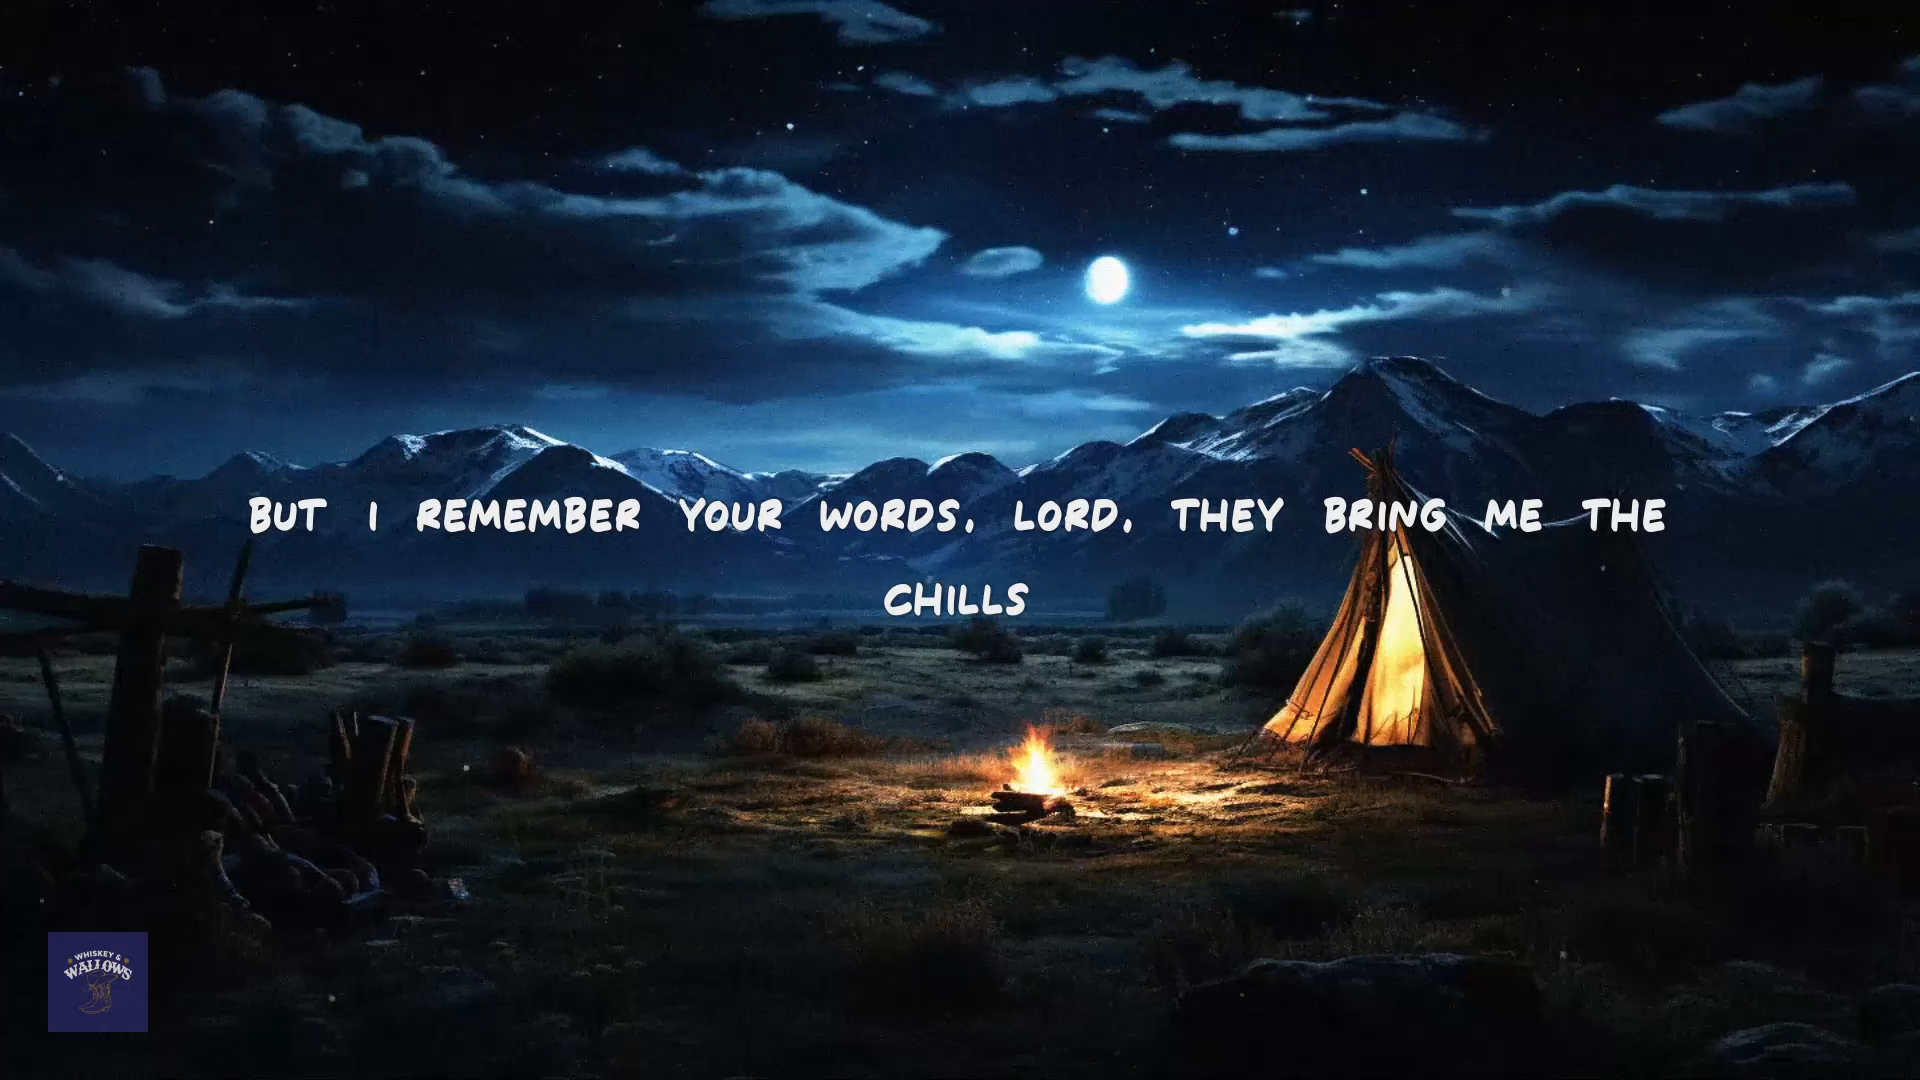 BUT I REMEMBER YOUR WORDS, LORD, THEY BRING ME THE
CHILLS
WHISKEY &
WALLOWS